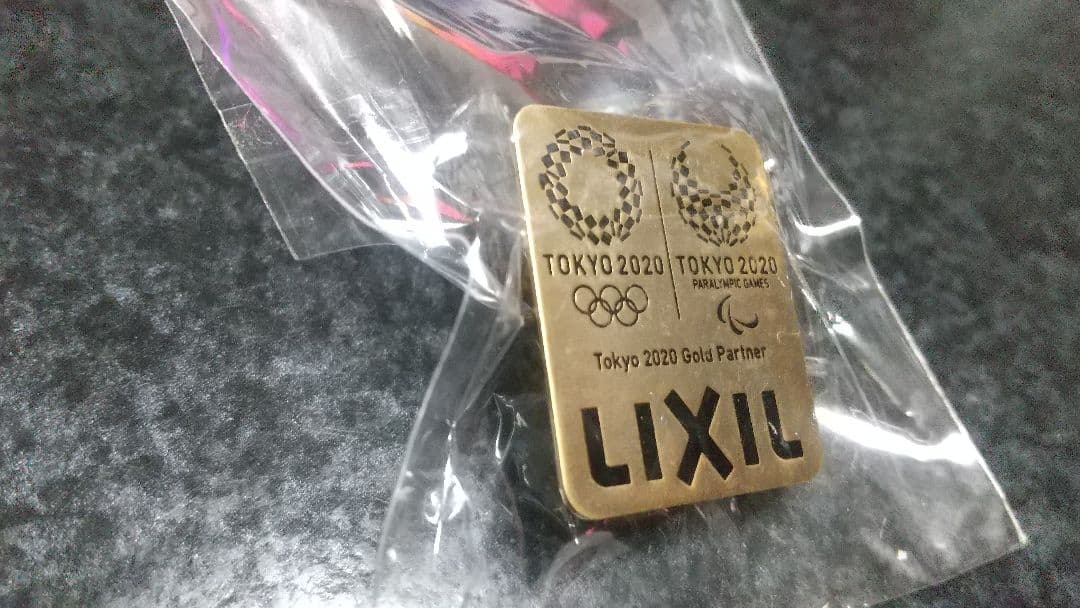 TOKYO 2020
TOKYO 2020
PARALYMPIC GAMES
Tokyo 2020 Gold Partner
LIXIL